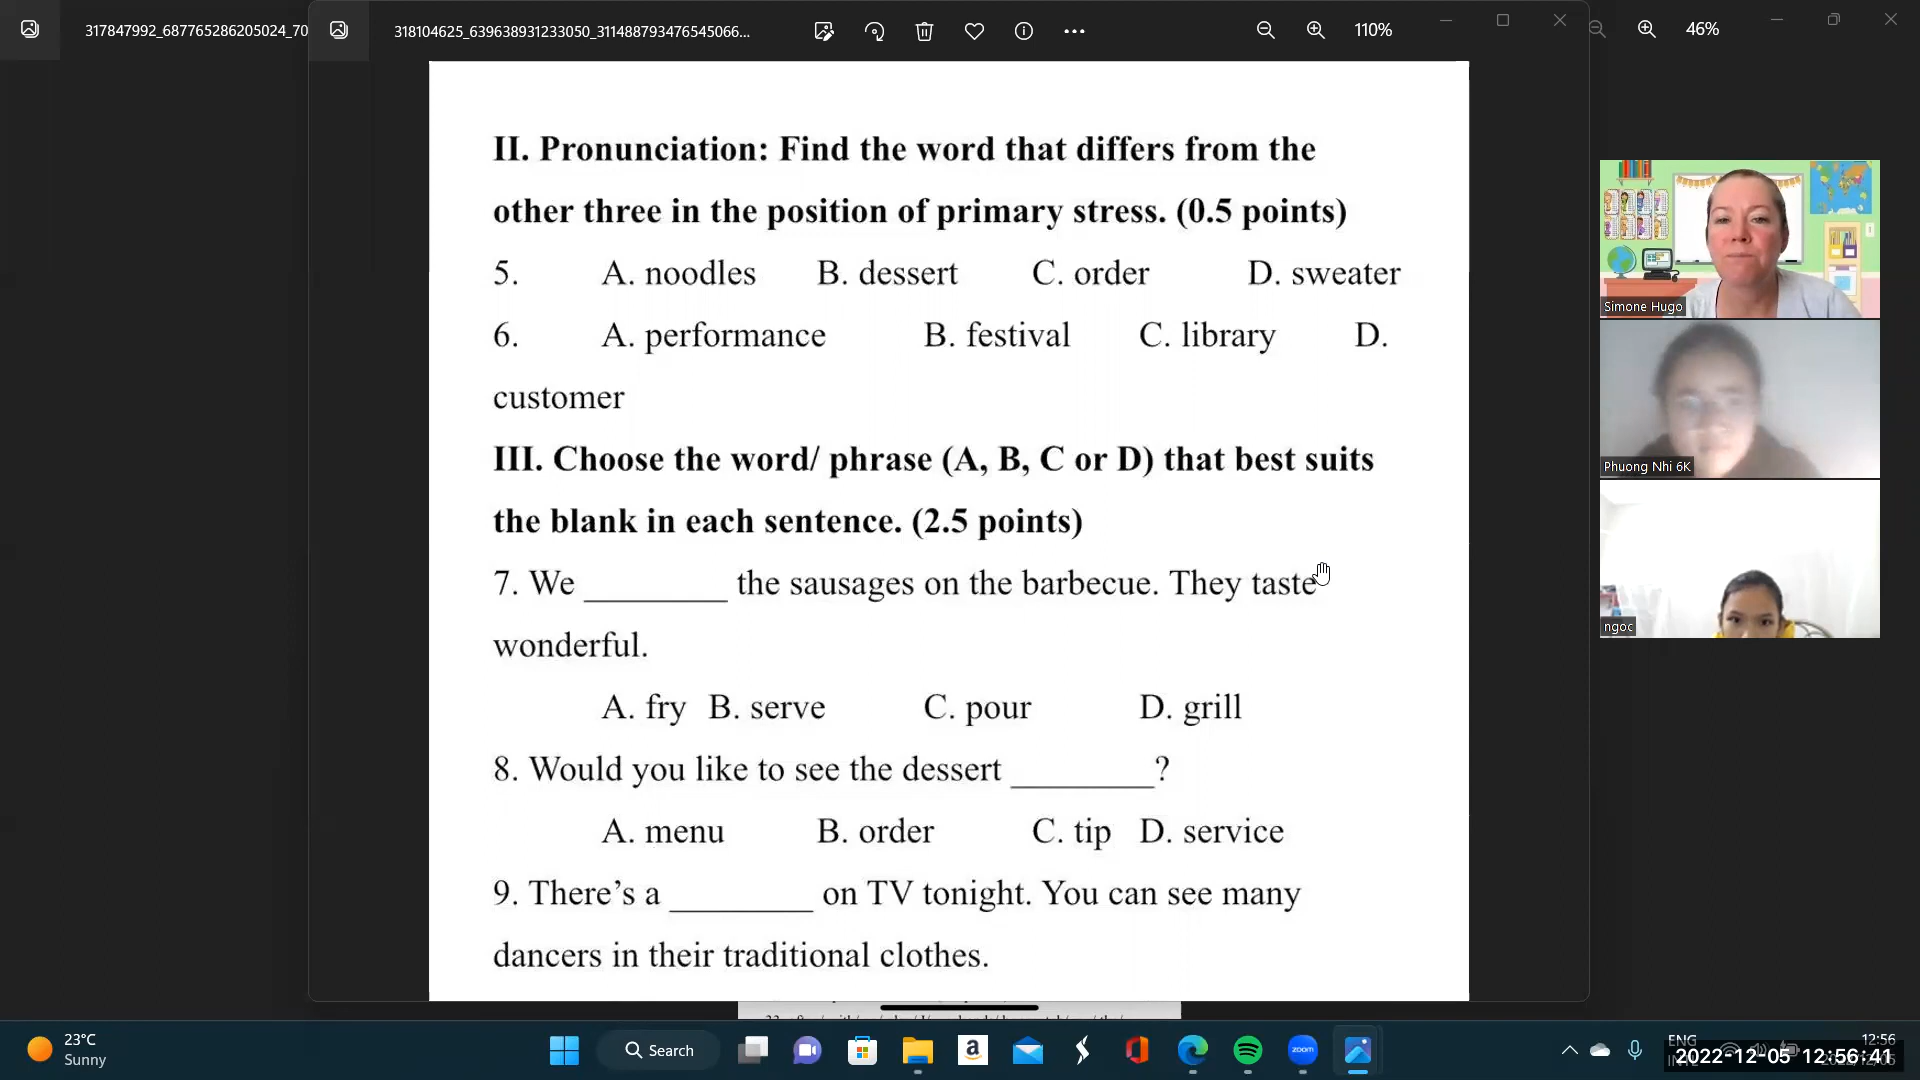 317847992_687765286205024_70
318104625_639638931233050_311488793476545066...
110%
46%
II. Pronunciation: Find the word that differs from the
other three in the position of primary stress. (0.5 points)
5. A. noodles B. dessert C. order D. sweater
6. A. performance B. festival C. library D.
customer
III. Choose the word/ phrase (A, B, C or D) that best suits
the blank in each sentence. (2.5 points)
7. We ________ the sausages on the barbecue. They taste
wonderful.
A. fry B. serve C. pour D. grill
8. Would you like to see the dessert ________?
A. menu B. order C. tip D. service
9. There’s a ________ on TV tonight. You can see many
dancers in their traditional clothes.
Simone Hugo
Phuong Nhi 6K
ngoc
23°C
Sunny
Search
a
zoom
ENG
12:56
2022-12-05 12:56:41